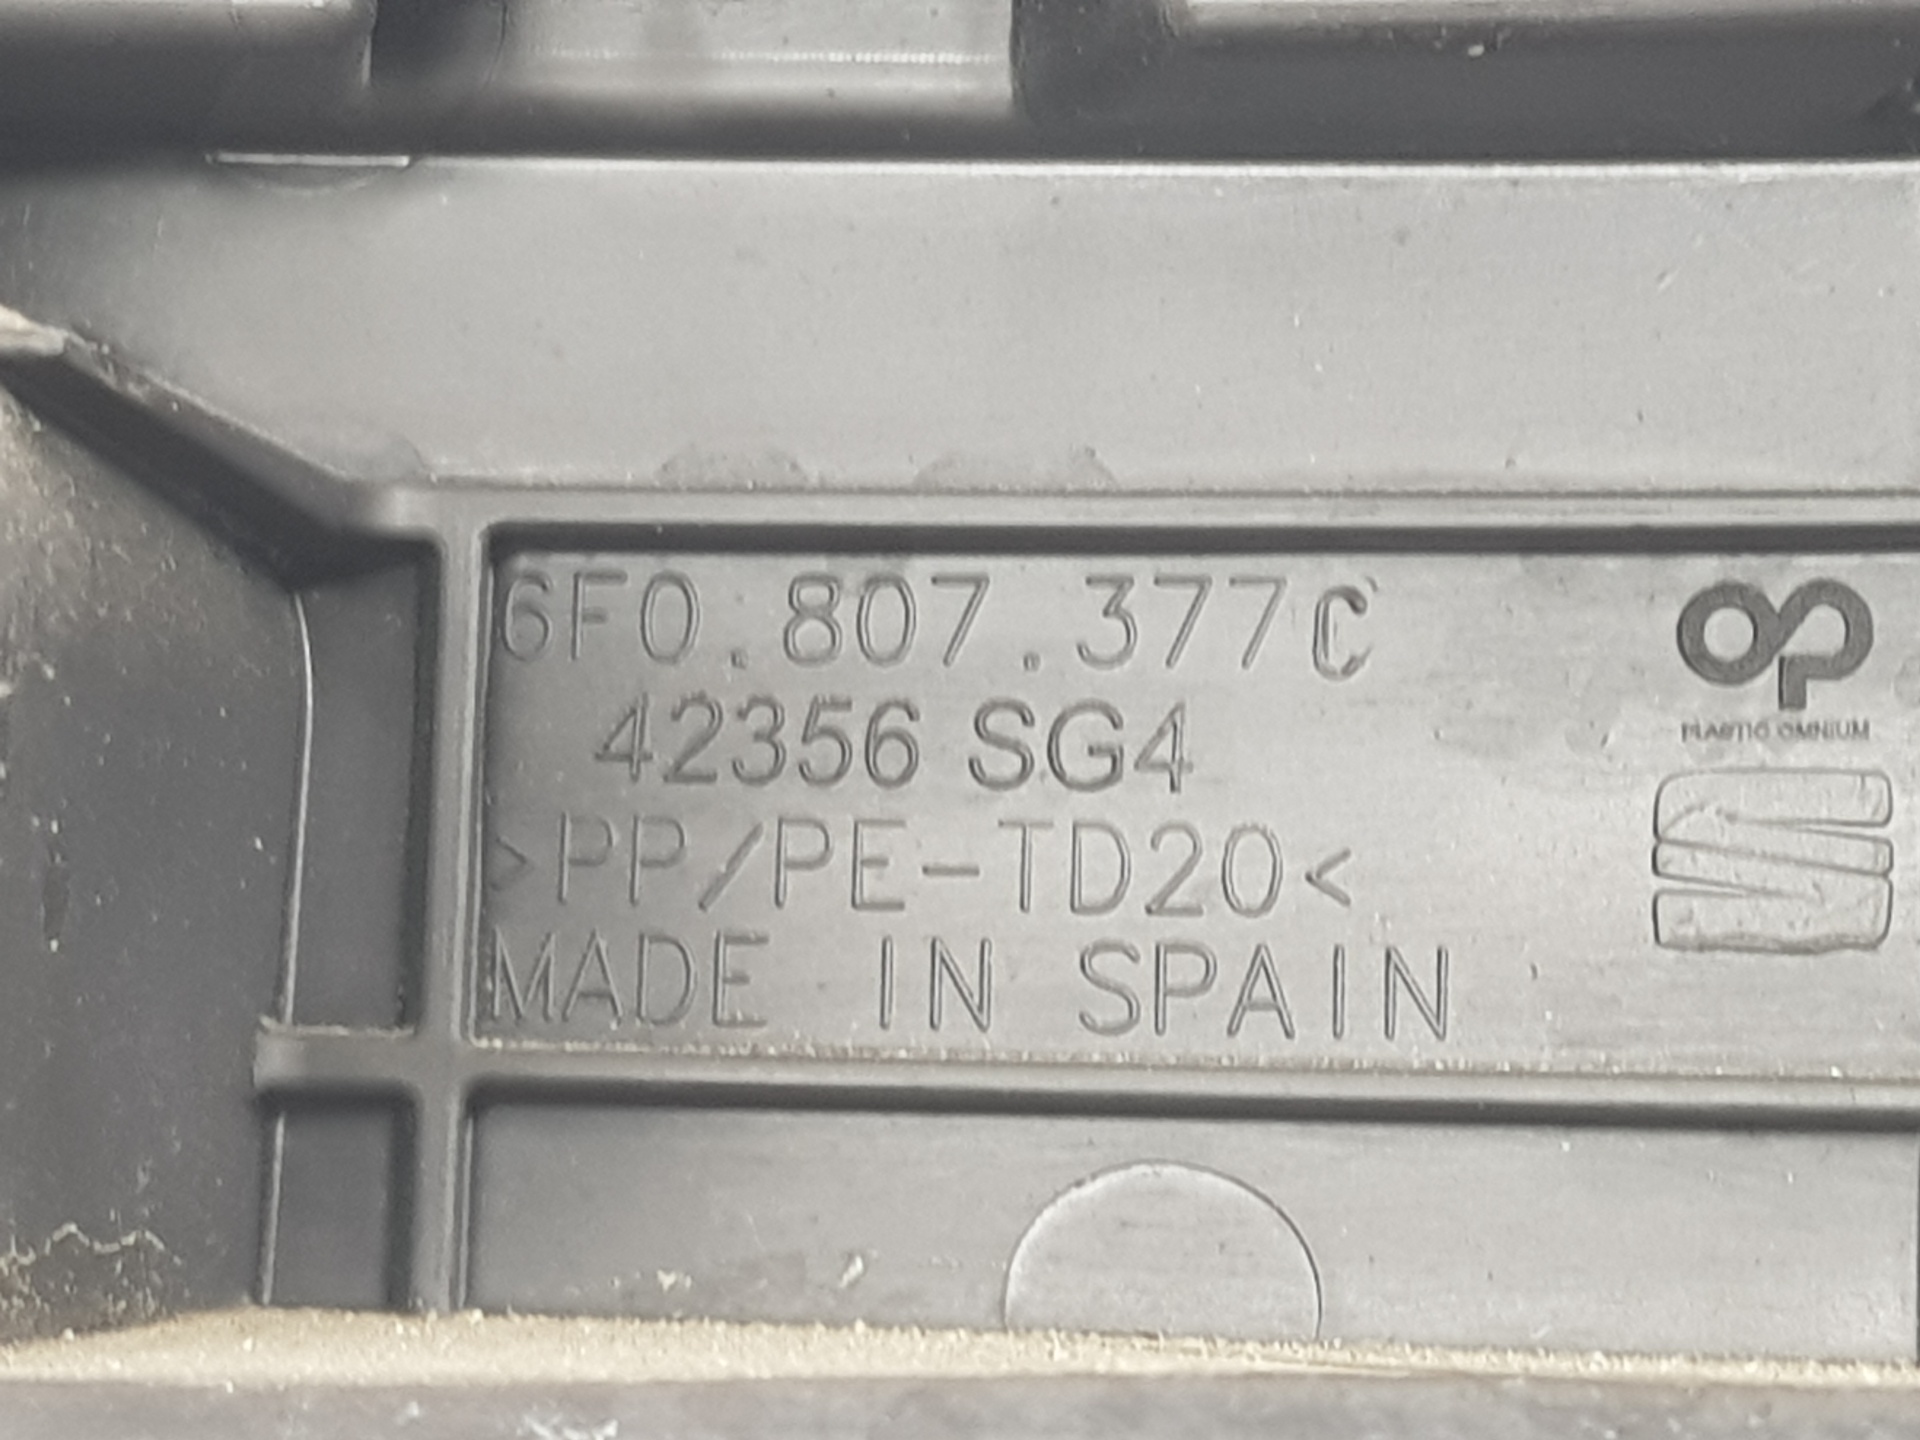 6F0.807.377C
42356 SG4
>PP/PE-TD20<
MADE IN SPAIN
PLASTIC OMNIUM